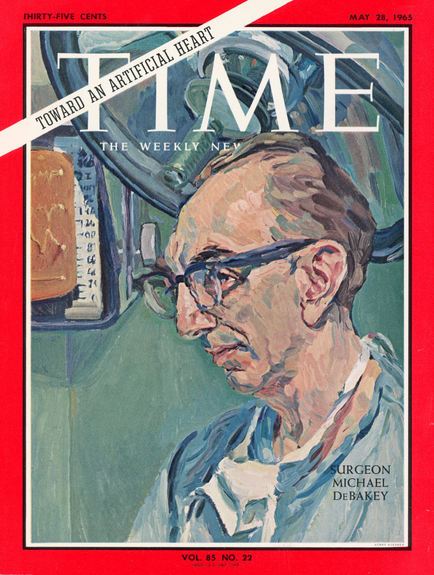 THIRTY-FIVE CENTS
MAY 28, 1965
TOWARD AN ARTIFICIAL HEART
TIME
THE WEEKLY NEW
SURGEON
MICHAEL
DEBAKEY
VOL. 85 NO. 22